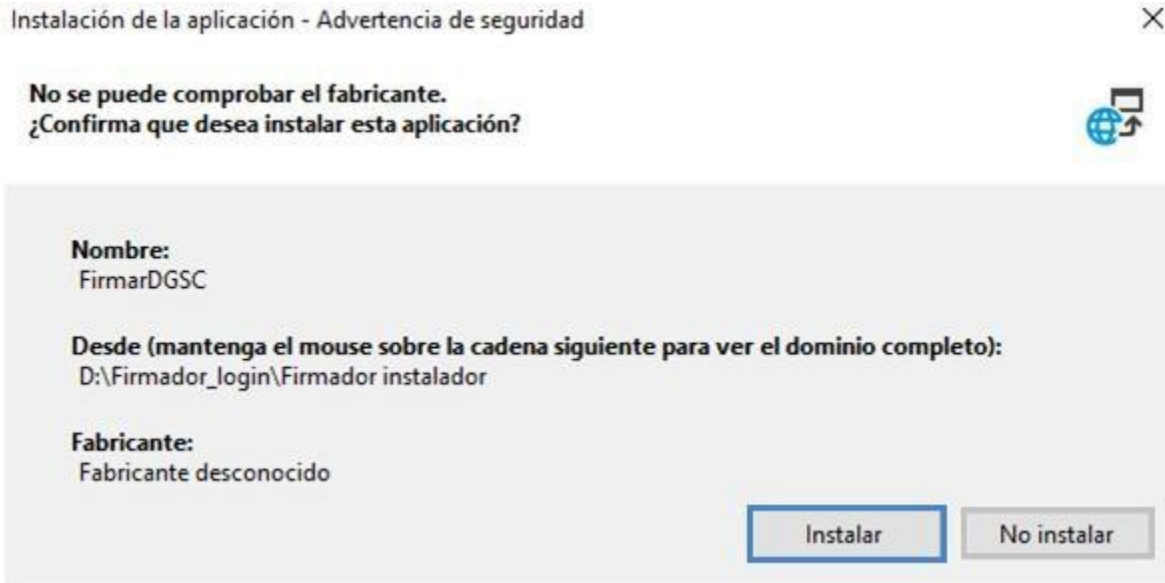 Instalación de la aplicación - Advertencia de seguridad
No se puede comprobar el fabricante.
¿Confirma que desea instalar esta aplicación?
Nombre:
FirmarDGSC
Desde (mantenga el mouse sobre la cadena siguiente para ver el dominio completo):
D:\Firmador_login\Firmador instalador
Fabricante:
Fabricante desconocido
Instalar No instalar